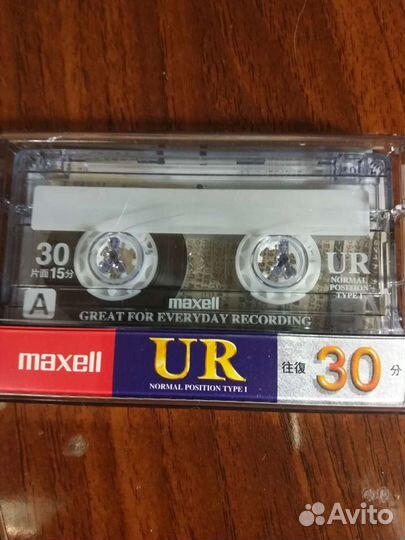 30
片面15分
A
maxell
UR
NORMAL
POSITION
TYPE I
GREAT FOR EVERYDAY RECORDING
maxell
UR
NORMAL POSITION TYPE I
往復 30 分
Avito